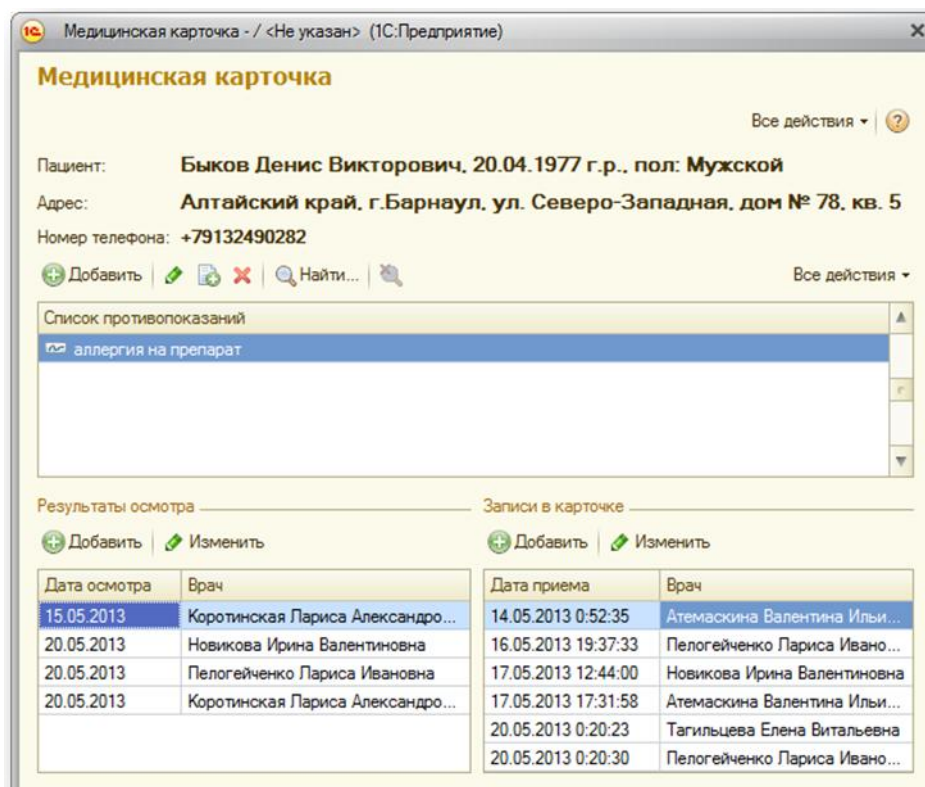 1С Медицинская карточка - / <Не указан> (1С:Предприятие)
Медицинская карточка
Все действия
?
Пациент: Быков Денис Викторович, 20.04.1977 г.р., пол: Мужской
Адрес: Алтайский край, г.Барнаул, ул. Северо-Западная, дом № 78, кв. 5
Номер телефона: +79132490282
Добавить Найти... Все действия
Список противопоказаний
аллергия на препарат
Результаты осмотра Записи в карточке
Добавить Изменить Добавить Изменить
Дата осмотра Врач Дата приема Врач
15.05.2013 Коротинская Лариса Александро... 14.05.2013 0:52:35 Атемаскина Валентина Ильи...
20.05.2013 Новикова Ирина Валентиновна 16.05.2013 19:37:33 Пелогейченко Лариса Ивано...
20.05.2013 Пелогейченко Лариса Ивановна 17.05.2013 12:44:00 Новикова Ирина Валентиновна
20.05.2013 Коротинская Лариса Александро... 17.05.2013 17:31:58 Атемаскина Валентина Ильи...
20.05.2013 0:20:23 Тагильцева Елена Витальевна
20.05.2013 0:20:30 Пелогейченко Лариса Ивано...